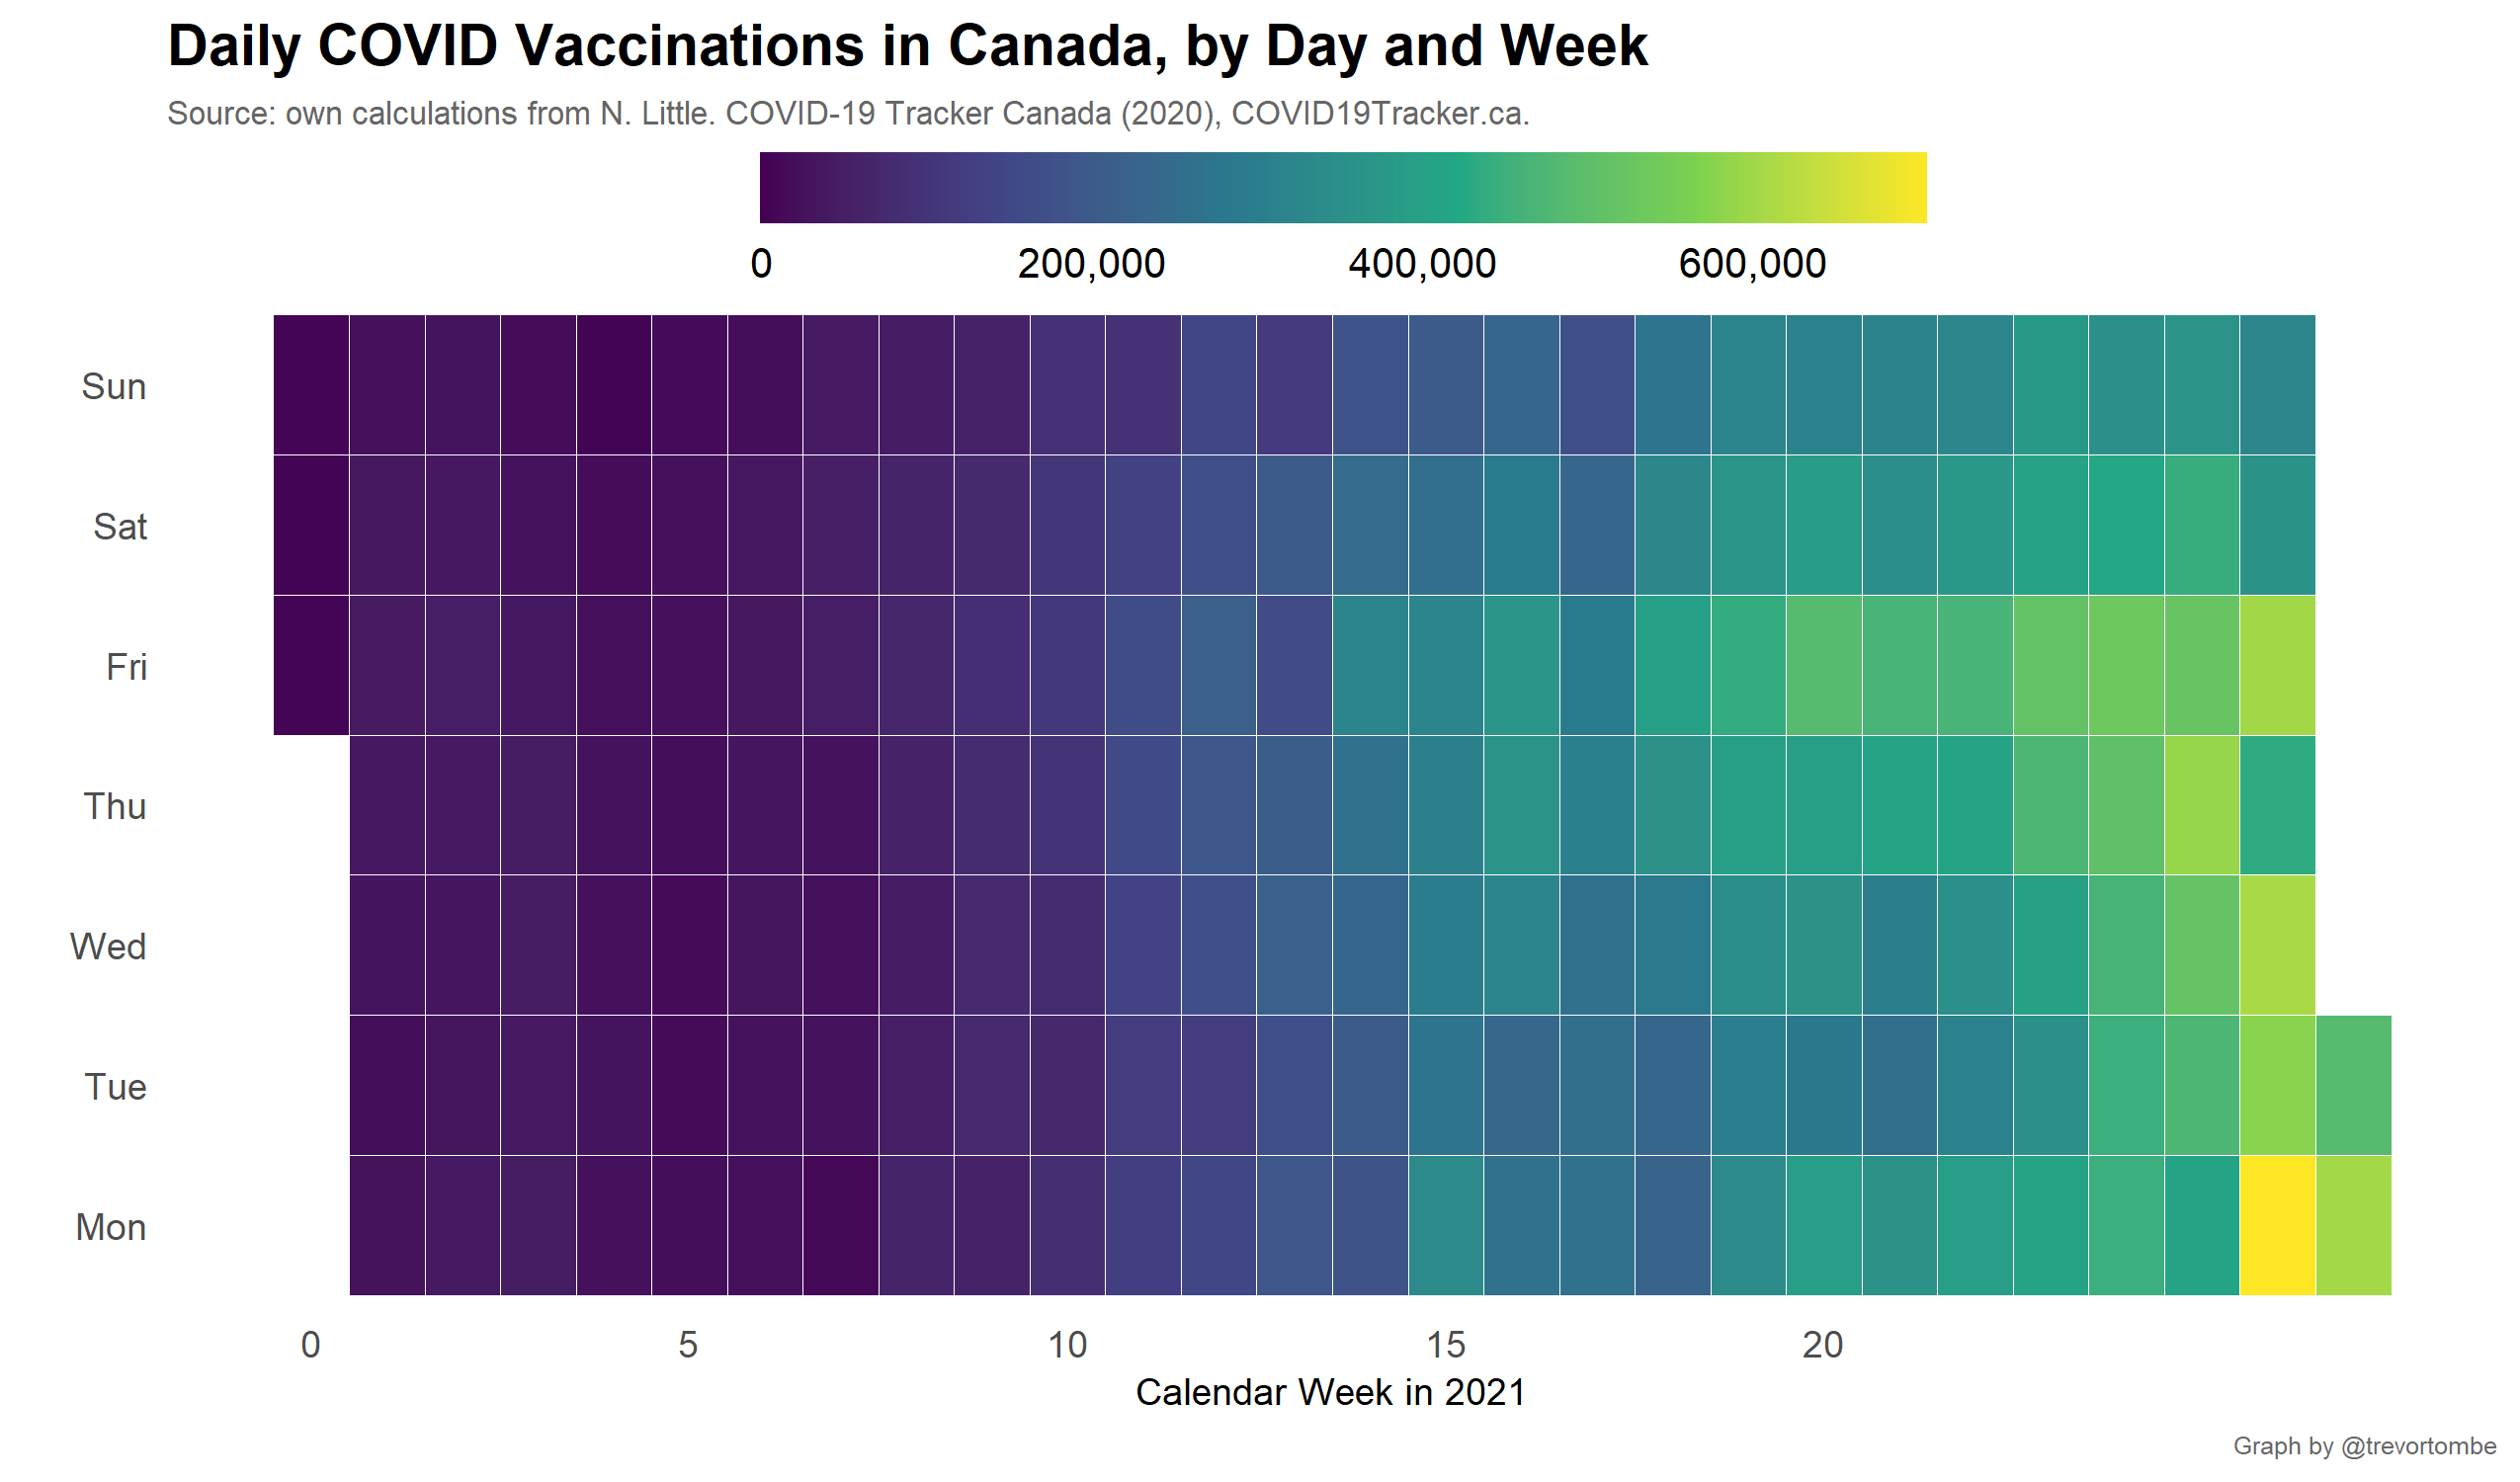 Daily COVID Vaccinations in Canada, by Day and Week
Source: own calculations from N. Little. COVID-19 Tracker Canada (2020), COVID19Tracker.ca.
0 200,000 400,000 600,000
Sun
Sat
Fri
Thu
Wed
Tue
Mon
0 5 10 15 20
Calendar Week in 2021
Graph by @trevortombe